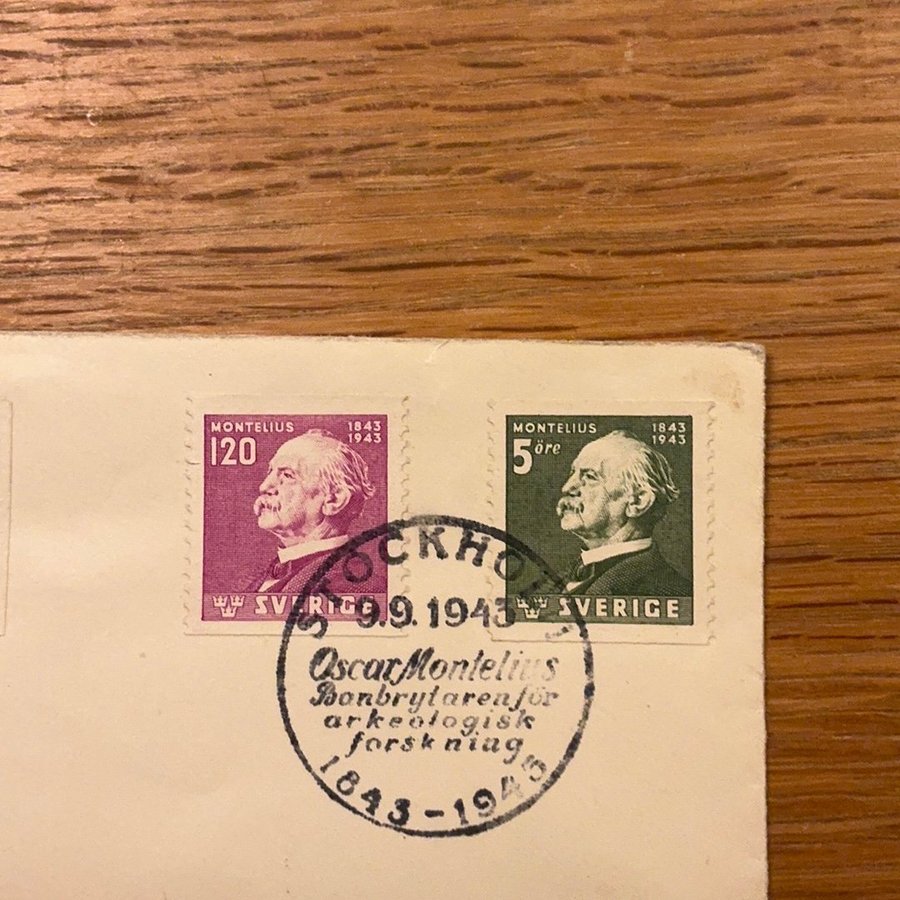 MONTELIUS 1843
1943
120
SVERIGE
MONTELIUS 1843
1943
5 öre
SVERIGE
STOCKHOLM
9.9.1943
Oscar Montelius
Banbrytaren för
arkeologisk
forskning
1843-1943